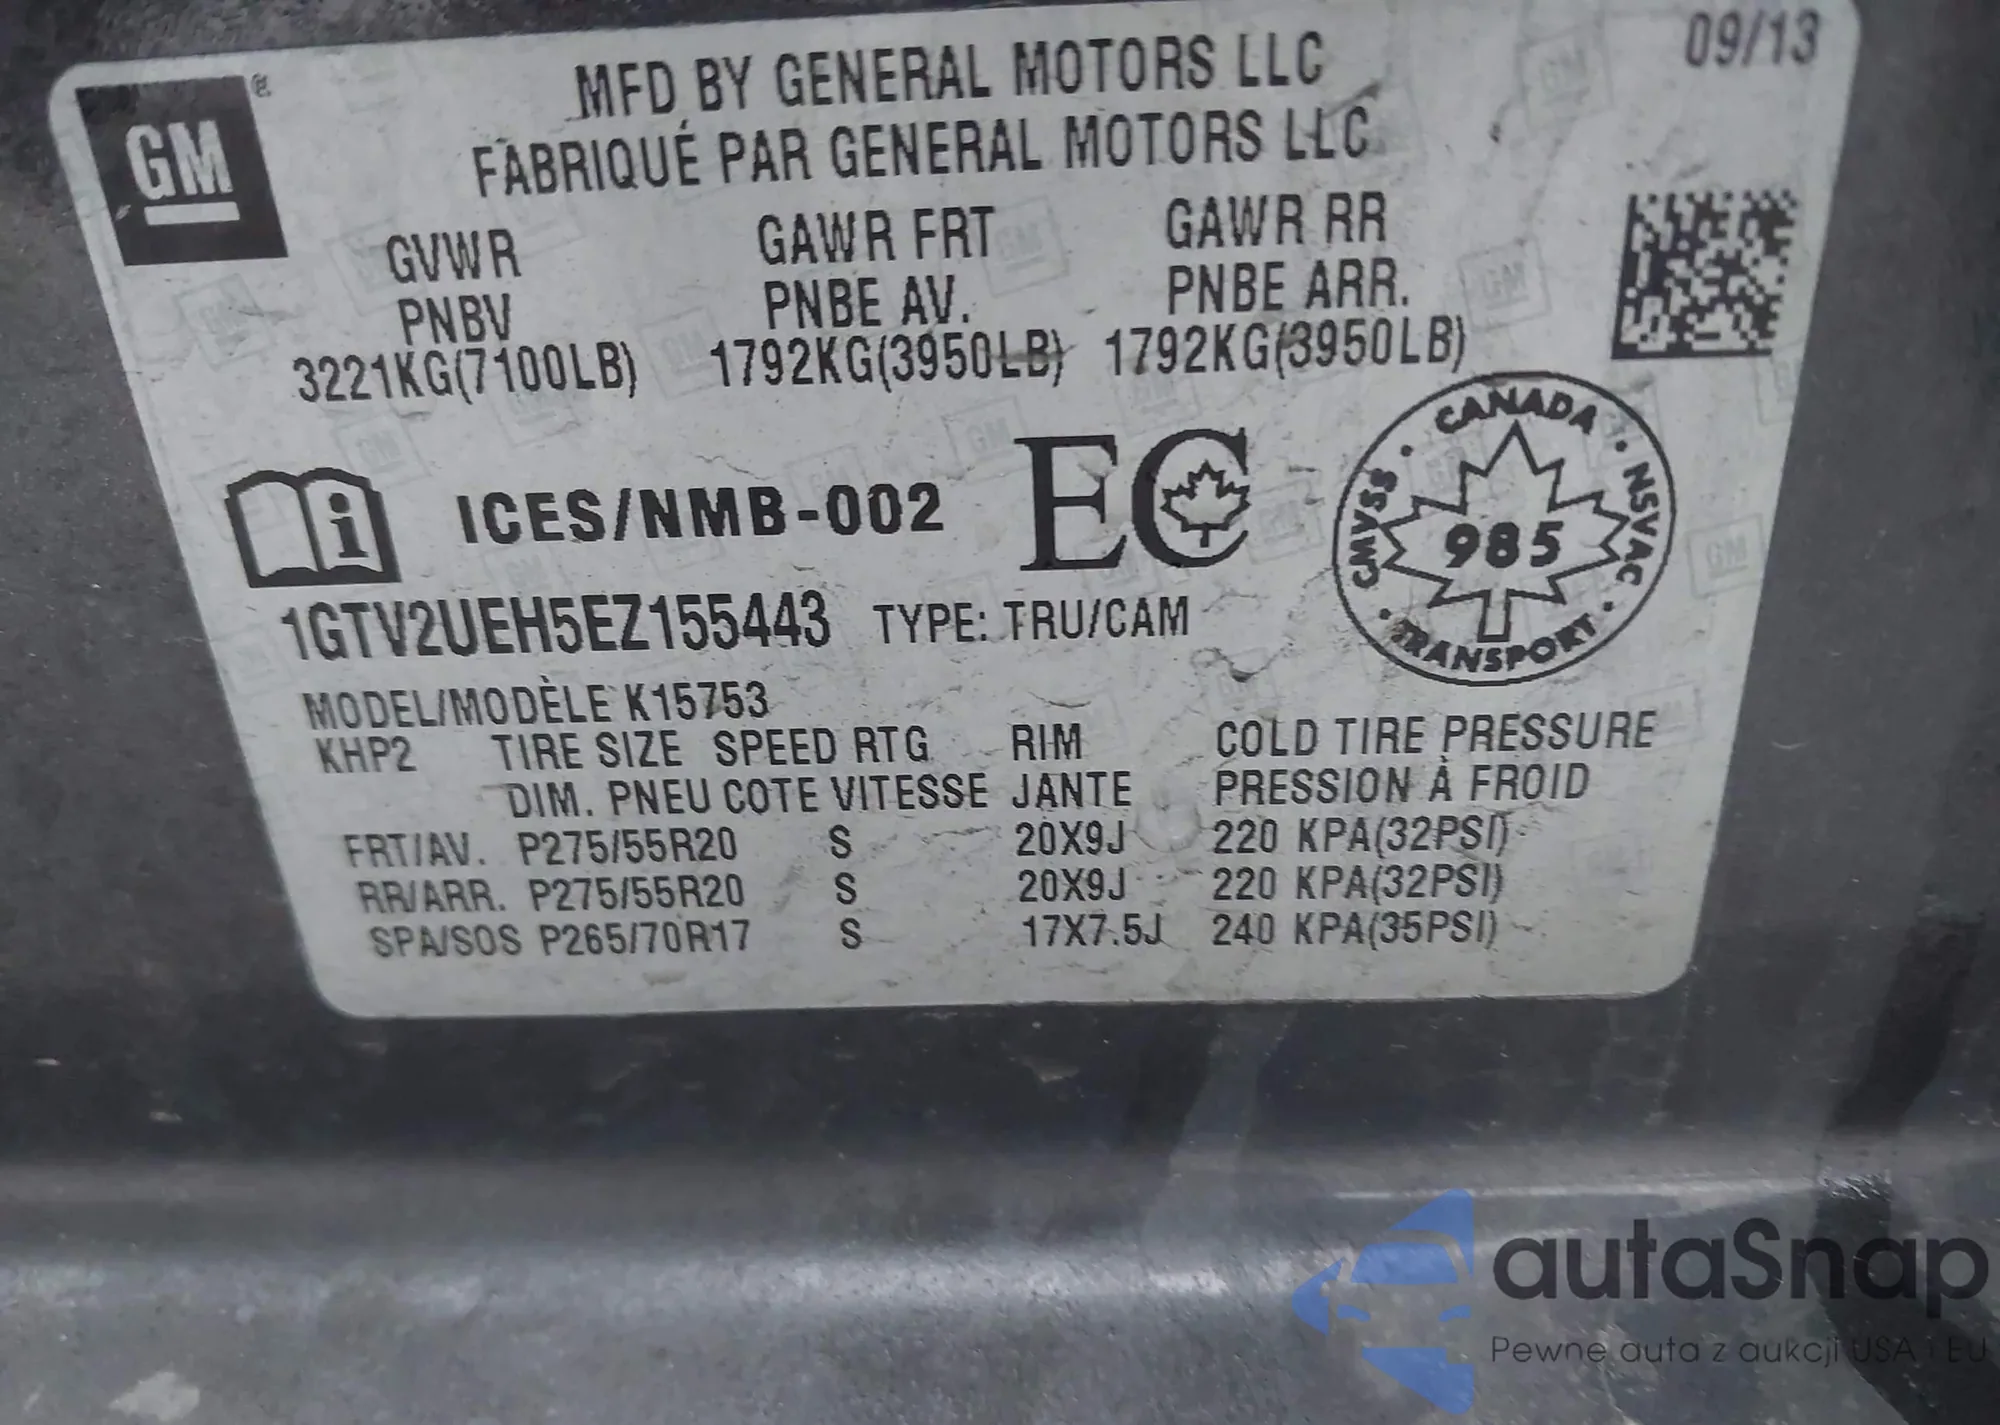 GM ®
09/13
MFD BY GENERAL MOTORS LLC
FABRIQUÉ PAR GENERAL MOTORS LLC
GVWR GAWR FRT GAWR RR
PNBV PNBE AV. PNBE ARR.
3221KG(7100LB) 1792KG(3950LB) 1792KG(3950LB)
i ICES/NMB-002 EC
CANADA · NSVAC · TRANSPORT · CMVSS ·
985
1GTV2UEH5EZ155443 TYPE: TRU/CAM
MODEL/MODÈLE K15753
KHP2 TIRE SIZE SPEED RTG RIM COLD TIRE PRESSURE
DIM. PNEU COTE VITESSE JANTE PRESSION À FROID
FRT/AV. P275/55R20 S 20X9J 220 KPA(32PSI)
RR/ARR. P275/55R20 S 20X9J 220 KPA(32PSI)
SPA/SOS P265/70R17 S 17X7.5J 240 KPA(35PSI)
autaSnap
Pewne auta z aukcji USA i EU